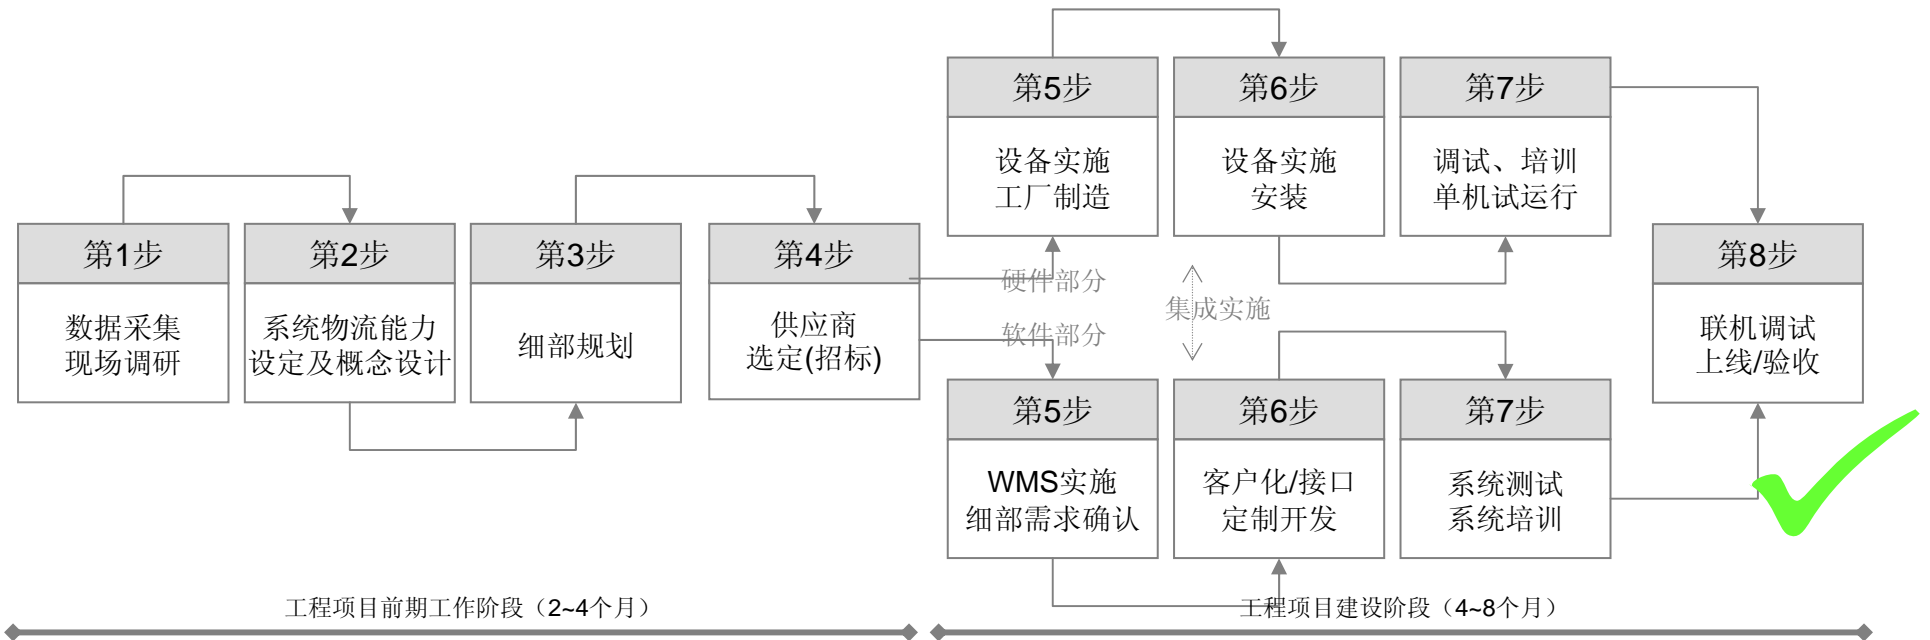 第1步
数据采集
现场调研
第2步
系统物流能力
设定及概念设计
第3步
细部规划
第4步
供应商
选定(招标)
硬件部分
软件部分
集成实施
第5步
设备实施
工厂制造
第6步
设备实施
安装
第7步
调试、培训
单机试运行
第5步
WMS实施
细部需求确认
第6步
客户化/接口
定制开发
第7步
系统测试
系统培训
第8步
联机调试
上线/验收
工程项目前期工作阶段（2~4个月）
工程项目建设阶段（4~8个月）